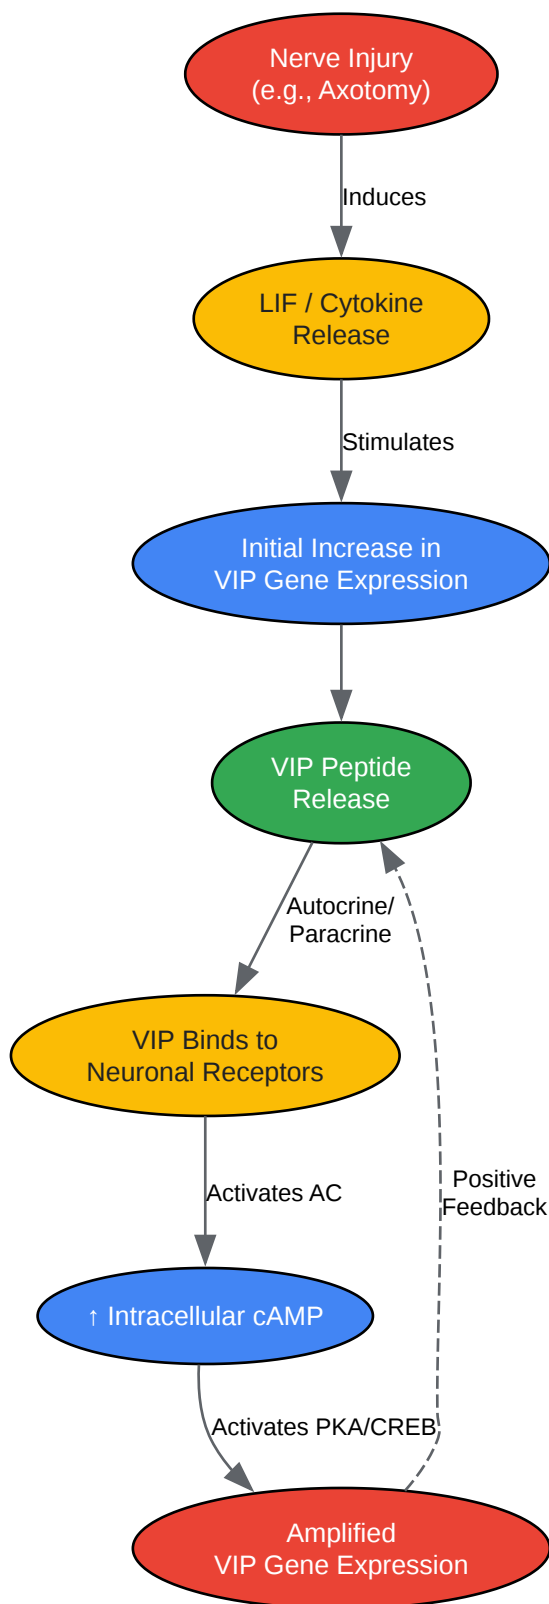 Nerve Injury
(e.g., Axotomy)
Induces
LIF / Cytokine
Release
Stimulates
Initial Increase in
VIP Gene Expression
VIP Peptide
Release
Autocrine/
Paracrine
VIP Binds to
Neuronal Receptors
Activates AC
Positive
Feedback
↑ Intracellular cAMP
Activates PKA/CREB
Amplified
VIP Gene Expression